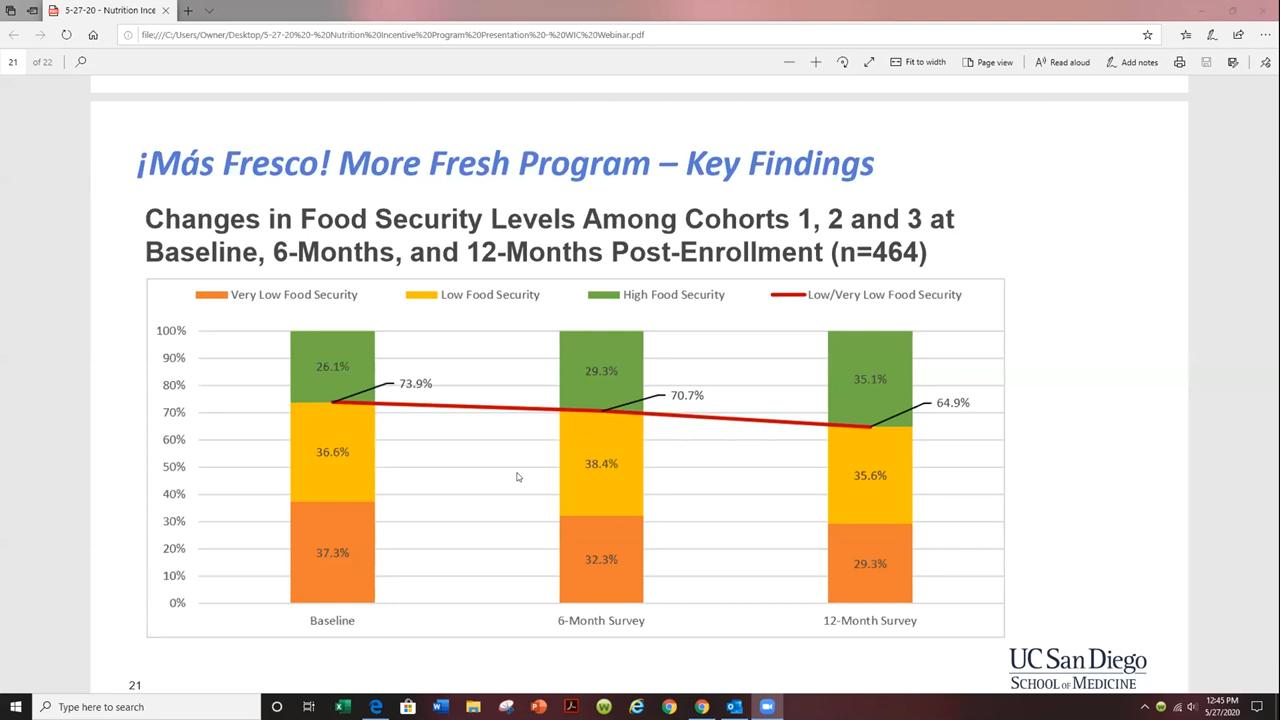 5-27-20 - Nutrition Ince
file:///C:/Users/Owner/Desktop/5-27-20%20-%20Nutrition%20Incentive%20Program%20Presentation%20-%20WIC%20Webinar.pdf
21 of 22
Fit to width
Page view
Read aloud
Add notes
¡Más Fresco! More Fresh Program – Key Findings
Changes in Food Security Levels Among Cohorts 1, 2 and 3 at
Baseline, 6-Months, and 12-Months Post-Enrollment (n=464)
Very Low Food Security
Low Food Security
High Food Security
Low/Very Low Food Security
100%
90%
80%
70%
60%
50%
40%
30%
20%
10%
0%
26.1%
73.9%
36.6%
37.3%
29.3%
70.7%
38.4%
32.3%
35.1%
64.9%
35.6%
29.3%
Baseline
6-Month Survey
12-Month Survey
21
UC San Diego
SCHOOL OF MEDICINE
Type here to search
12:45 PM
5/27/2020